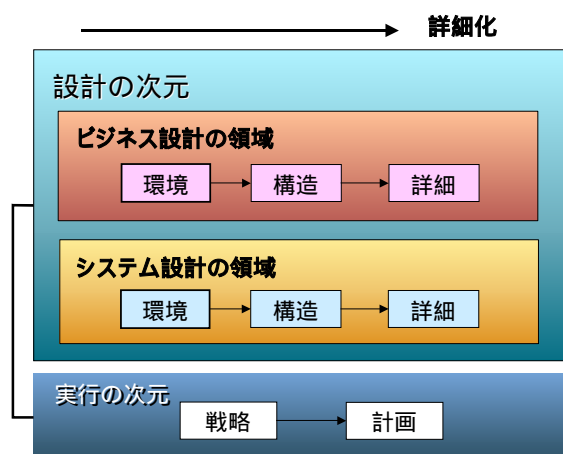 詳細化
設計の次元
ビジネス設計の領域
環境 構造 詳細
システム設計の領域
環境 構造 詳細
実行の次元
戦略 計画